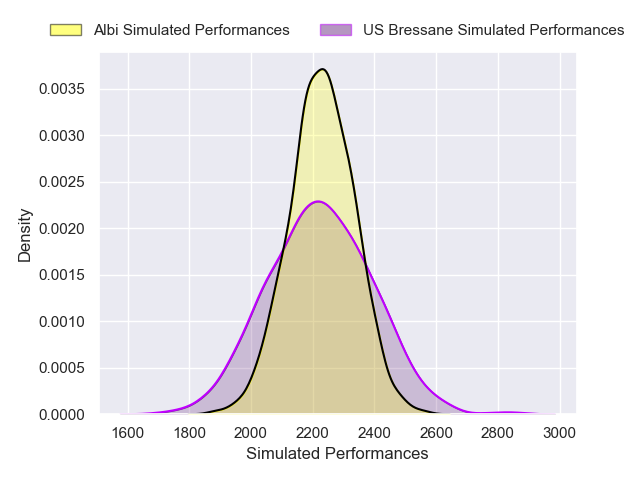 Albi Simulated Performances
US Bressane Simulated Performances
0.0035
0.0030
0.0025
0.0020
0.0015
0.0010
0.0005
0.0000
Density
1600 1800 2000 2200 2400 2600 2800 3000
Simulated Performances